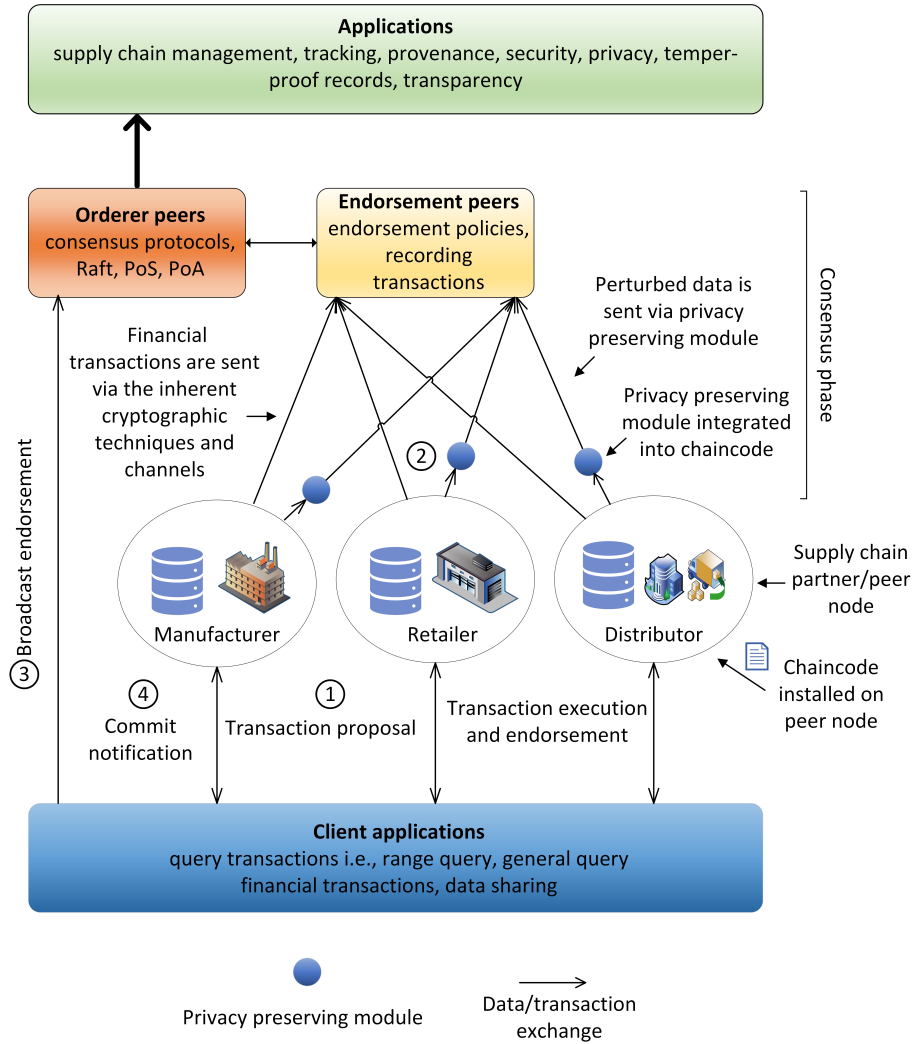 Applications
supply chain management, tracking, provenance, security, privacy, temper-
proof records, transparency
Orderer peers
consensus protocols,
Raft, PoS, PoA
Endorsement peers
endorsement policies,
recording
transactions
Consensus phase
Perturbed data is
sent via privacy
preserving module
Financial
transactions are sent
via the inherent
cryptographic
techniques and
channels
Privacy preserving
module integrated
into chaincode
2
3
Broadcast endorsement
Manufacturer
Retailer
Distributor
Supply chain
partner/peer
node
Chaincode
installed on
peer node
4
Commit
notification
1
Transaction proposal
Transaction execution
and endorsement
Client applications
query transactions i.e., range query, general query
financial transactions, data sharing
Privacy preserving module
Data/transaction
exchange